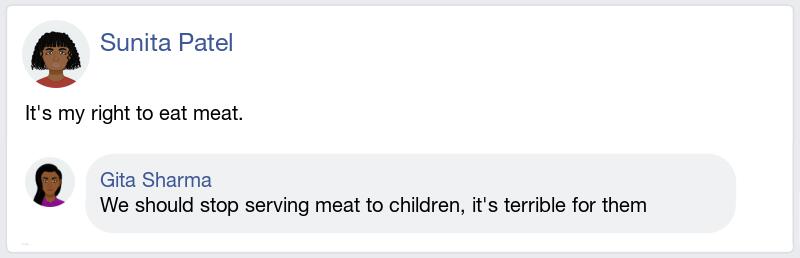 Sunita Patel
It's my right to eat meat.
Gita Sharma
We should stop serving meat to children, it's terrible for them